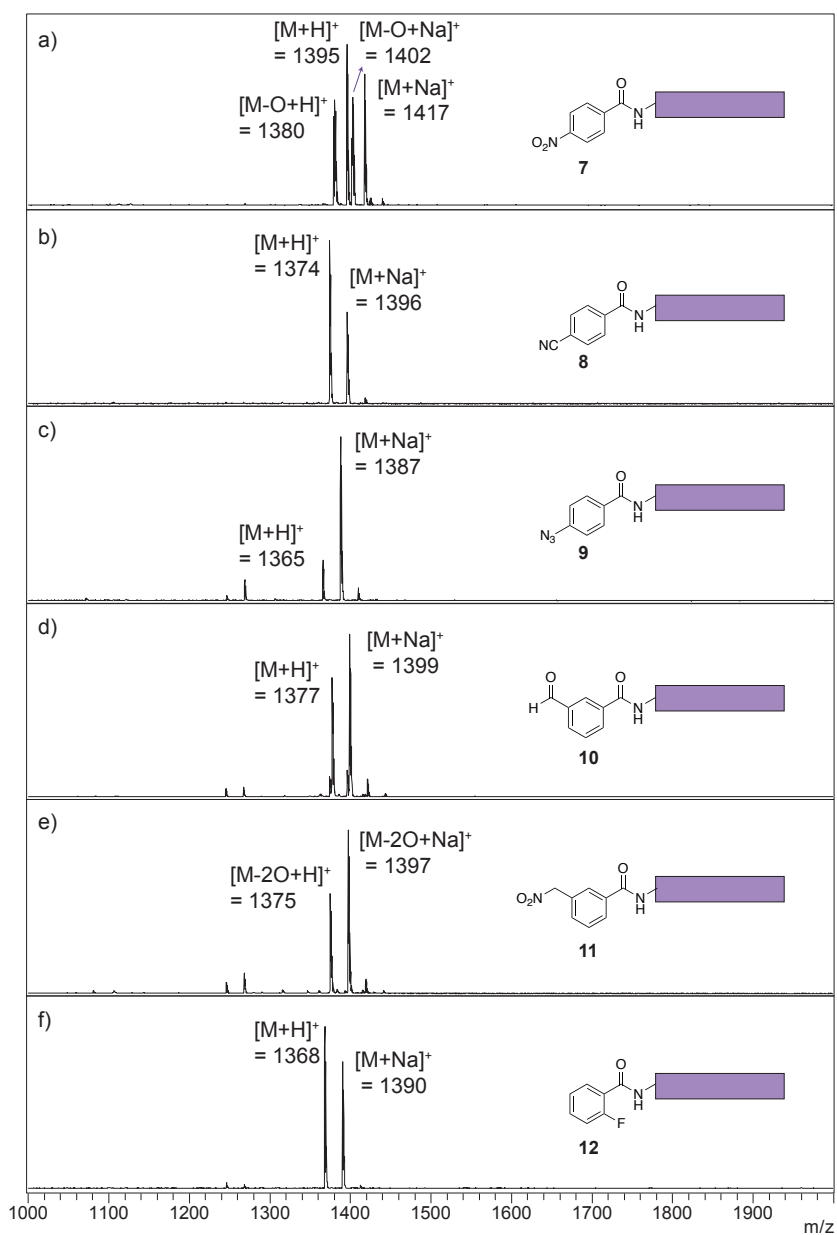 a)
[M+H]⁺
= 1395
[M-O+Na]⁺
= 1402
[M-O+H]⁺
= 1380
[M+Na]⁺
= 1417
O
N
H
O₂N
7
b)
[M+H]⁺
= 1374
[M+Na]⁺
= 1396
O
N
H
NC
8
c)
[M+Na]⁺
= 1387
[M+H]⁺
= 1365
O
N
H
N₃
9
d)
[M+Na]⁺
= 1399
[M+H]⁺
= 1377
O
O
H
N
H
10
e)
[M-2O+Na]⁺
= 1397
[M-2O+H]⁺
= 1375
O
O₂N
N
H
11
f)
[M+H]⁺
= 1368
[M+Na]⁺
= 1390
O
N
H
F
12
1000 1100 1200 1300 1400 1500 1600 1700 1800 1900
m/z